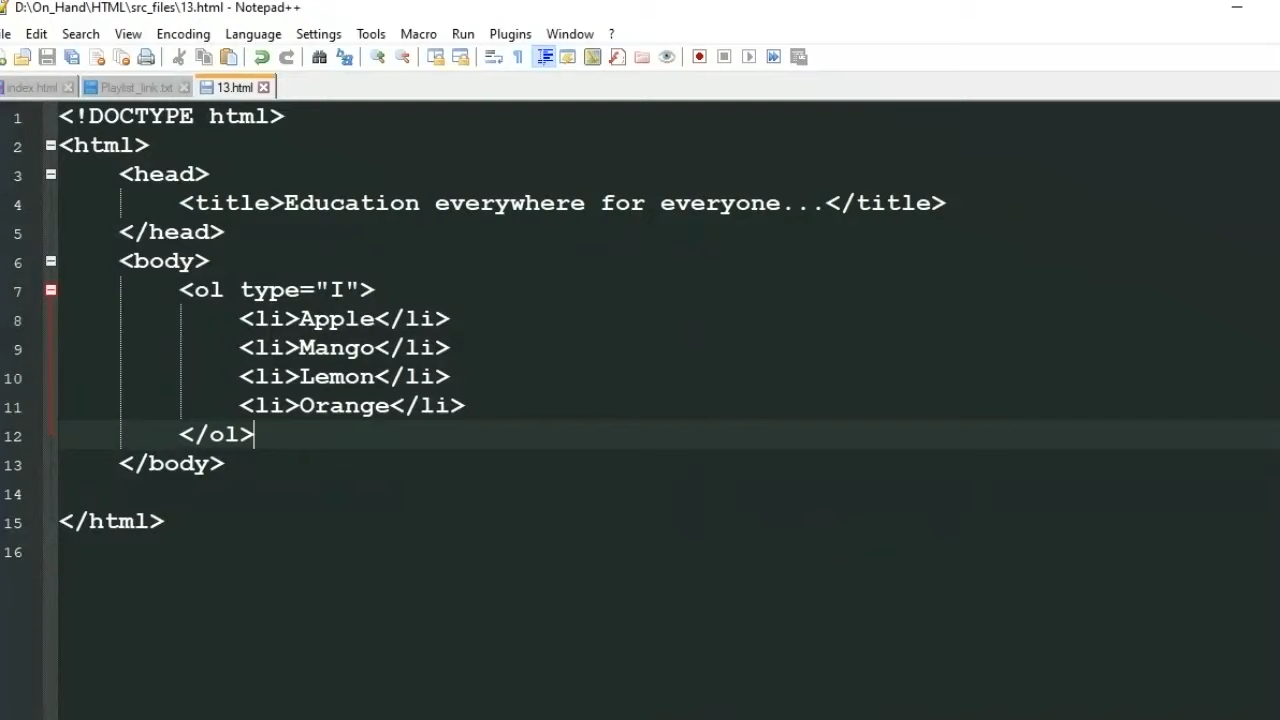 D:\On_Hand\HTML\src_files\13.html - Notepad++
le Edit Search View Encoding Language Settings Tools Macro Run Plugins Window ?
index.html Playlist_link.txt 13.html
1 <!DOCTYPE html>
2 <html>
3 <head>
4 <title>Education everywhere for everyone...</title>
5 </head>
6 <body>
7 <ol type="I">
8 <li>Apple</li>
9 <li>Mango</li>
10 <li>Lemon</li>
11 <li>Orange</li>
12 </ol>
13 </body>
14
15 </html>
16